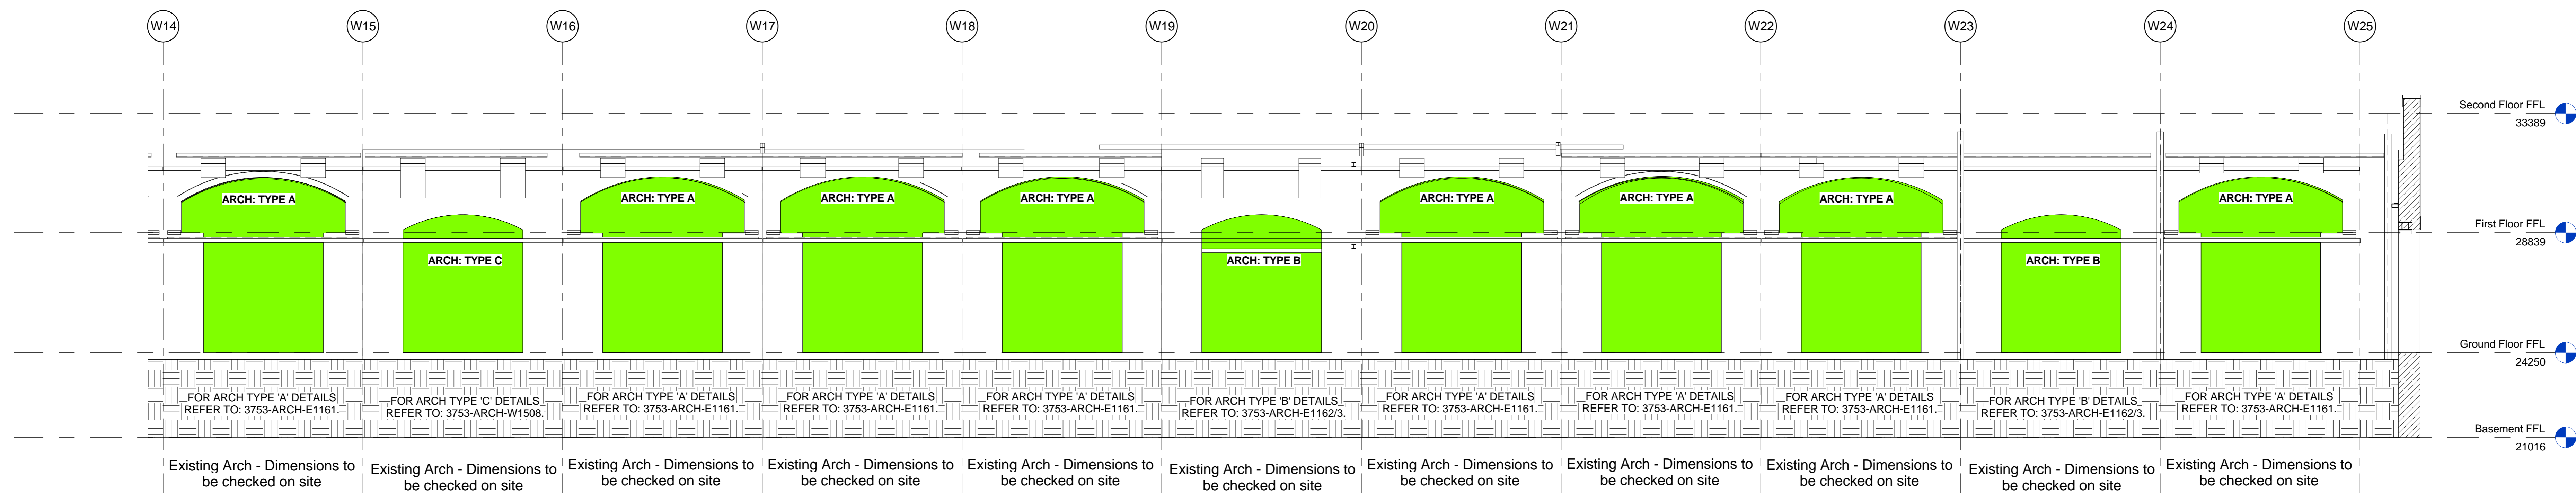 W14
W15
W16
W17
W18
W19
W20
W21
W22
W23
W24
W25
Second Floor FFL
33389
ARCH: TYPE A
ARCH: TYPE A
ARCH: TYPE A
ARCH: TYPE A
ARCH: TYPE A
ARCH: TYPE A
ARCH: TYPE A
ARCH: TYPE A
First Floor FFL
28839
ARCH: TYPE C
ARCH: TYPE B
ARCH: TYPE B
Ground Floor FFL
24250
FOR ARCH TYPE 'A' DETAILS
REFER TO: 3753-ARCH-E1161.
FOR ARCH TYPE 'C' DETAILS
REFER TO: 3753-ARCH-W1508.
FOR ARCH TYPE 'A' DETAILS
REFER TO: 3753-ARCH-E1161.
FOR ARCH TYPE 'A' DETAILS
REFER TO: 3753-ARCH-E1161.
FOR ARCH TYPE 'A' DETAILS
REFER TO: 3753-ARCH-E1161.
FOR ARCH TYPE 'B' DETAILS
REFER TO: 3753-ARCH-E1162/3.
FOR ARCH TYPE 'A' DETAILS
REFER TO: 3753-ARCH-E1161.
FOR ARCH TYPE 'A' DETAILS
REFER TO: 3753-ARCH-E1161.
FOR ARCH TYPE 'A' DETAILS
REFER TO: 3753-ARCH-E1161.
FOR ARCH TYPE 'B' DETAILS
REFER TO: 3753-ARCH-E1162/3.
FOR ARCH TYPE 'A' DETAILS
REFER TO: 3753-ARCH-E1161.
Basement FFL
21016
Existing Arch - Dimensions to
be checked on site
Existing Arch - Dimensions to
be checked on site
Existing Arch - Dimensions to
be checked on site
Existing Arch - Dimensions to
be checked on site
Existing Arch - Dimensions to
be checked on site
Existing Arch - Dimensions to
be checked on site
Existing Arch - Dimensions to
be checked on site
Existing Arch - Dimensions to
be checked on site
Existing Arch - Dimensions to
be checked on site
Existing Arch - Dimensions to
be checked on site
Existing Arch - Dimensions to
be checked on site